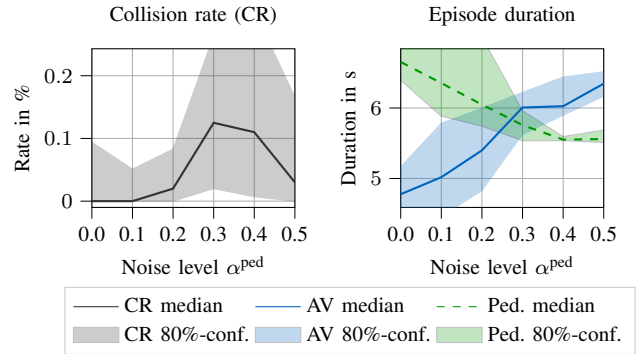 Collision rate (CR)
Episode duration
Rate in %
0.2
0.1
0
0.0 0.1 0.2 0.3 0.4 0.5
Noise level α^ped
Duration in s
6
5
0.0 0.1 0.2 0.3 0.4 0.5
Noise level α^ped
CR median AV median Ped. median
CR 80%-conf. AV 80%-conf. Ped. 80%-conf.